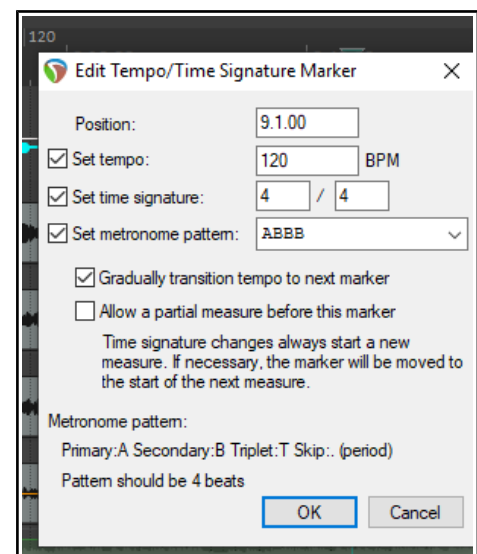 120
Edit Tempo/Time Signature Marker
Position: 9.1.00
Set tempo: 120 BPM
Set time signature: 4 / 4
Set metronome pattern: ABBB
Gradually transition tempo to next marker
Allow a partial measure before this marker
Time signature changes always start a new
measure. If necessary, the marker will be moved to
the start of the next measure.
Metronome pattern:
Primary:A Secondary:B Triplet:T Skip:. (period)
Pattern should be 4 beats
OK Cancel